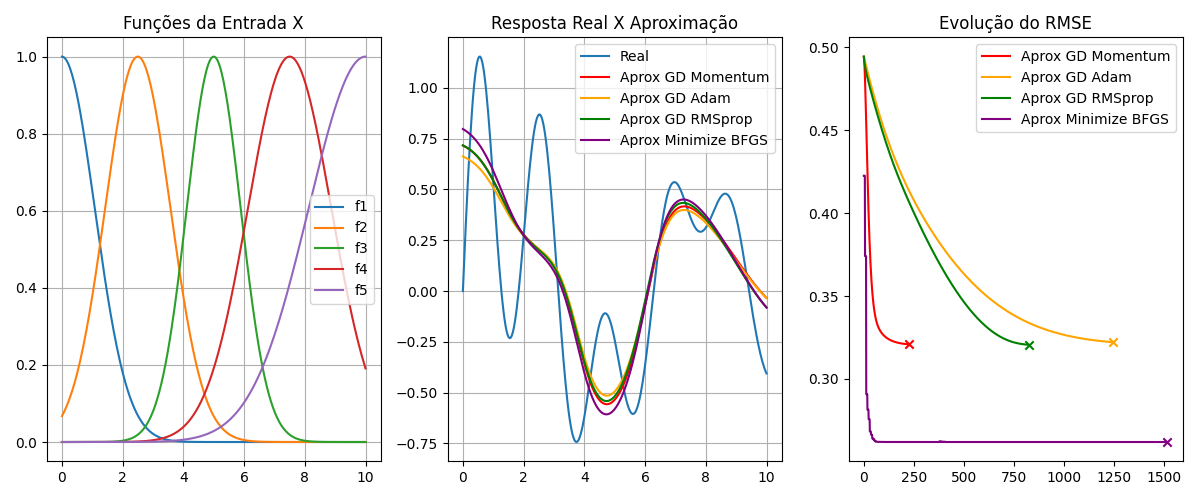 Funções da Entrada X
1.0
0.8
0.6
0.4
0.2
0.0
0 2 4 6 8 10
f1
f2
f3
f4
f5
Resposta Real X Aproximação
1.00
0.75
0.50
0.25
0.00
−0.25
−0.50
−0.75
0 2 4 6 8 10
Real
Aprox GD Momentum
Aprox GD Adam
Aprox GD RMSprop
Aprox Minimize BFGS
Evolução do RMSE
0.50
0.45
0.40
0.35
0.30
0 250 500 750 1000 1250 1500
Aprox GD Momentum
Aprox GD Adam
Aprox GD RMSprop
Aprox Minimize BFGS